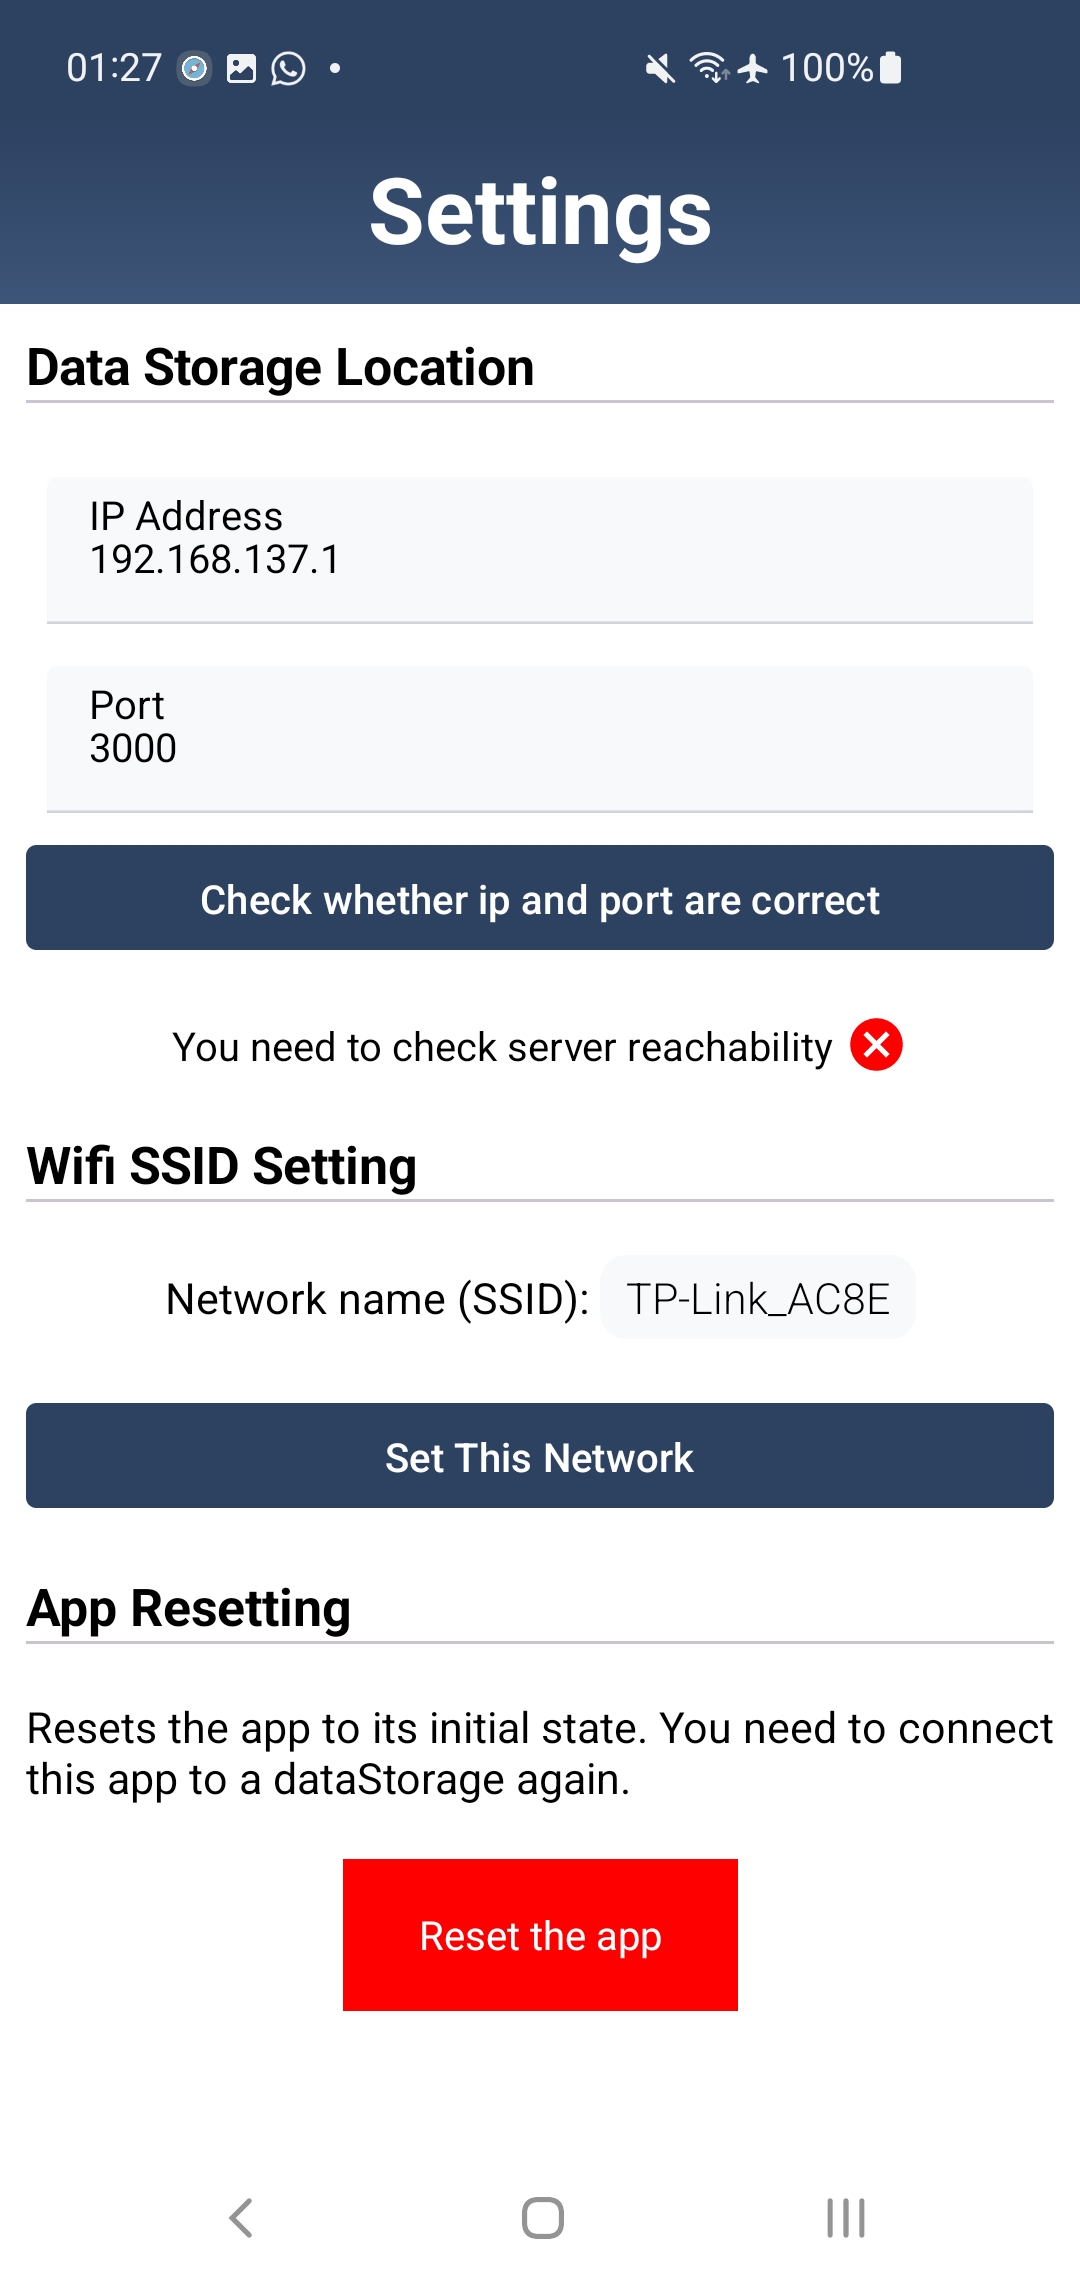 01:27
100%
Settings
Data Storage Location
IP Address
192.168.137.1
Port
3000
Check whether ip and port are correct
You need to check server reachability
Wifi SSID Setting
Network name (SSID): TP-Link_AC8E
Set This Network
App Resetting
Resets the app to its initial state. You need to connect
this app to a dataStorage again.
Reset the app